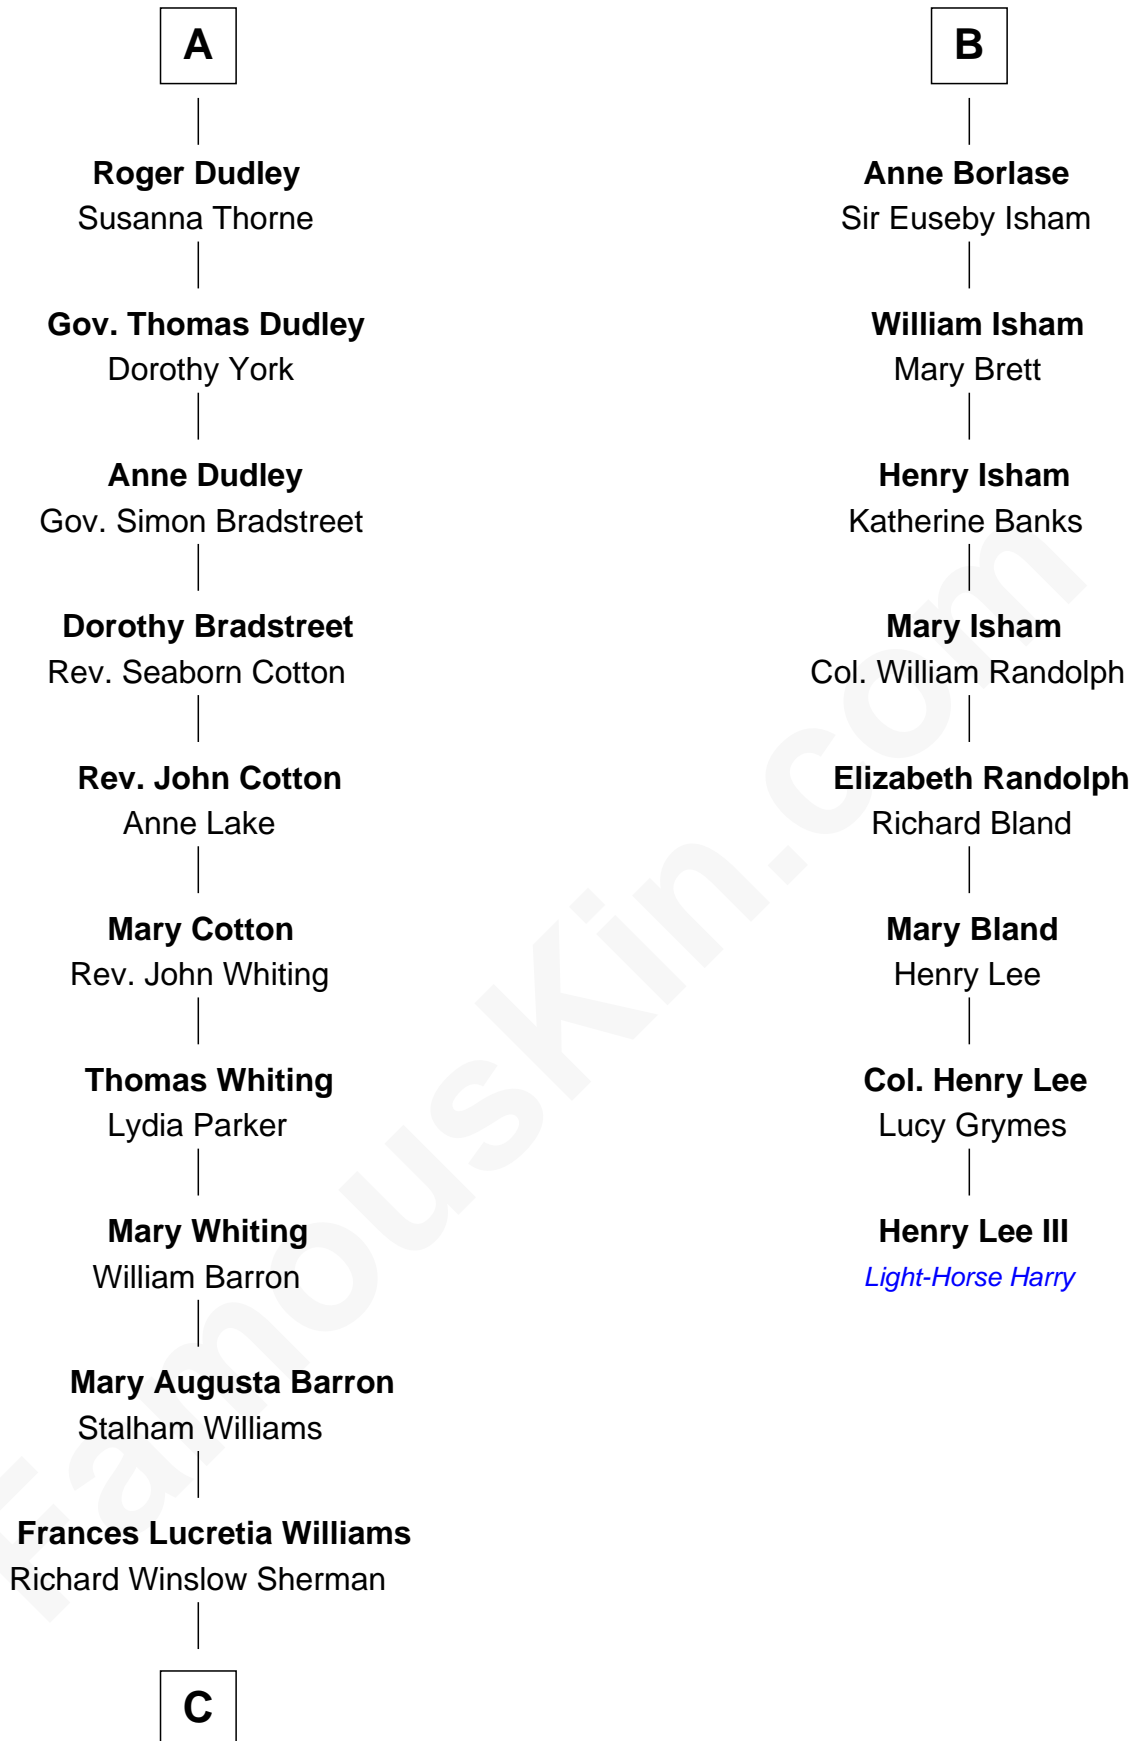 A
Roger Dudley
Susanna Thorne
Gov. Thomas Dudley
Dorothy York
Anne Dudley
Gov. Simon Bradstreet
Dorothy Bradstreet
Rev. Seaborn Cotton
Rev. John Cotton
Anne Lake
Mary Cotton
Rev. John Whiting
Thomas Whiting
Lydia Parker
Mary Whiting
William Barron
Mary Augusta Barron
Stalham Williams
Frances Lucretia Williams
Richard Winslow Sherman
C
B
Anne Borlase
Sir Euseby Isham
William Isham
Mary Brett
Henry Isham
Katherine Banks
Mary Isham
Col. William Randolph
Elizabeth Randolph
Richard Bland
Mary Bland
Henry Lee
Col. Henry Lee
Lucy Grymes
Henry Lee III
Light-Horse Harry
FamousKin.com